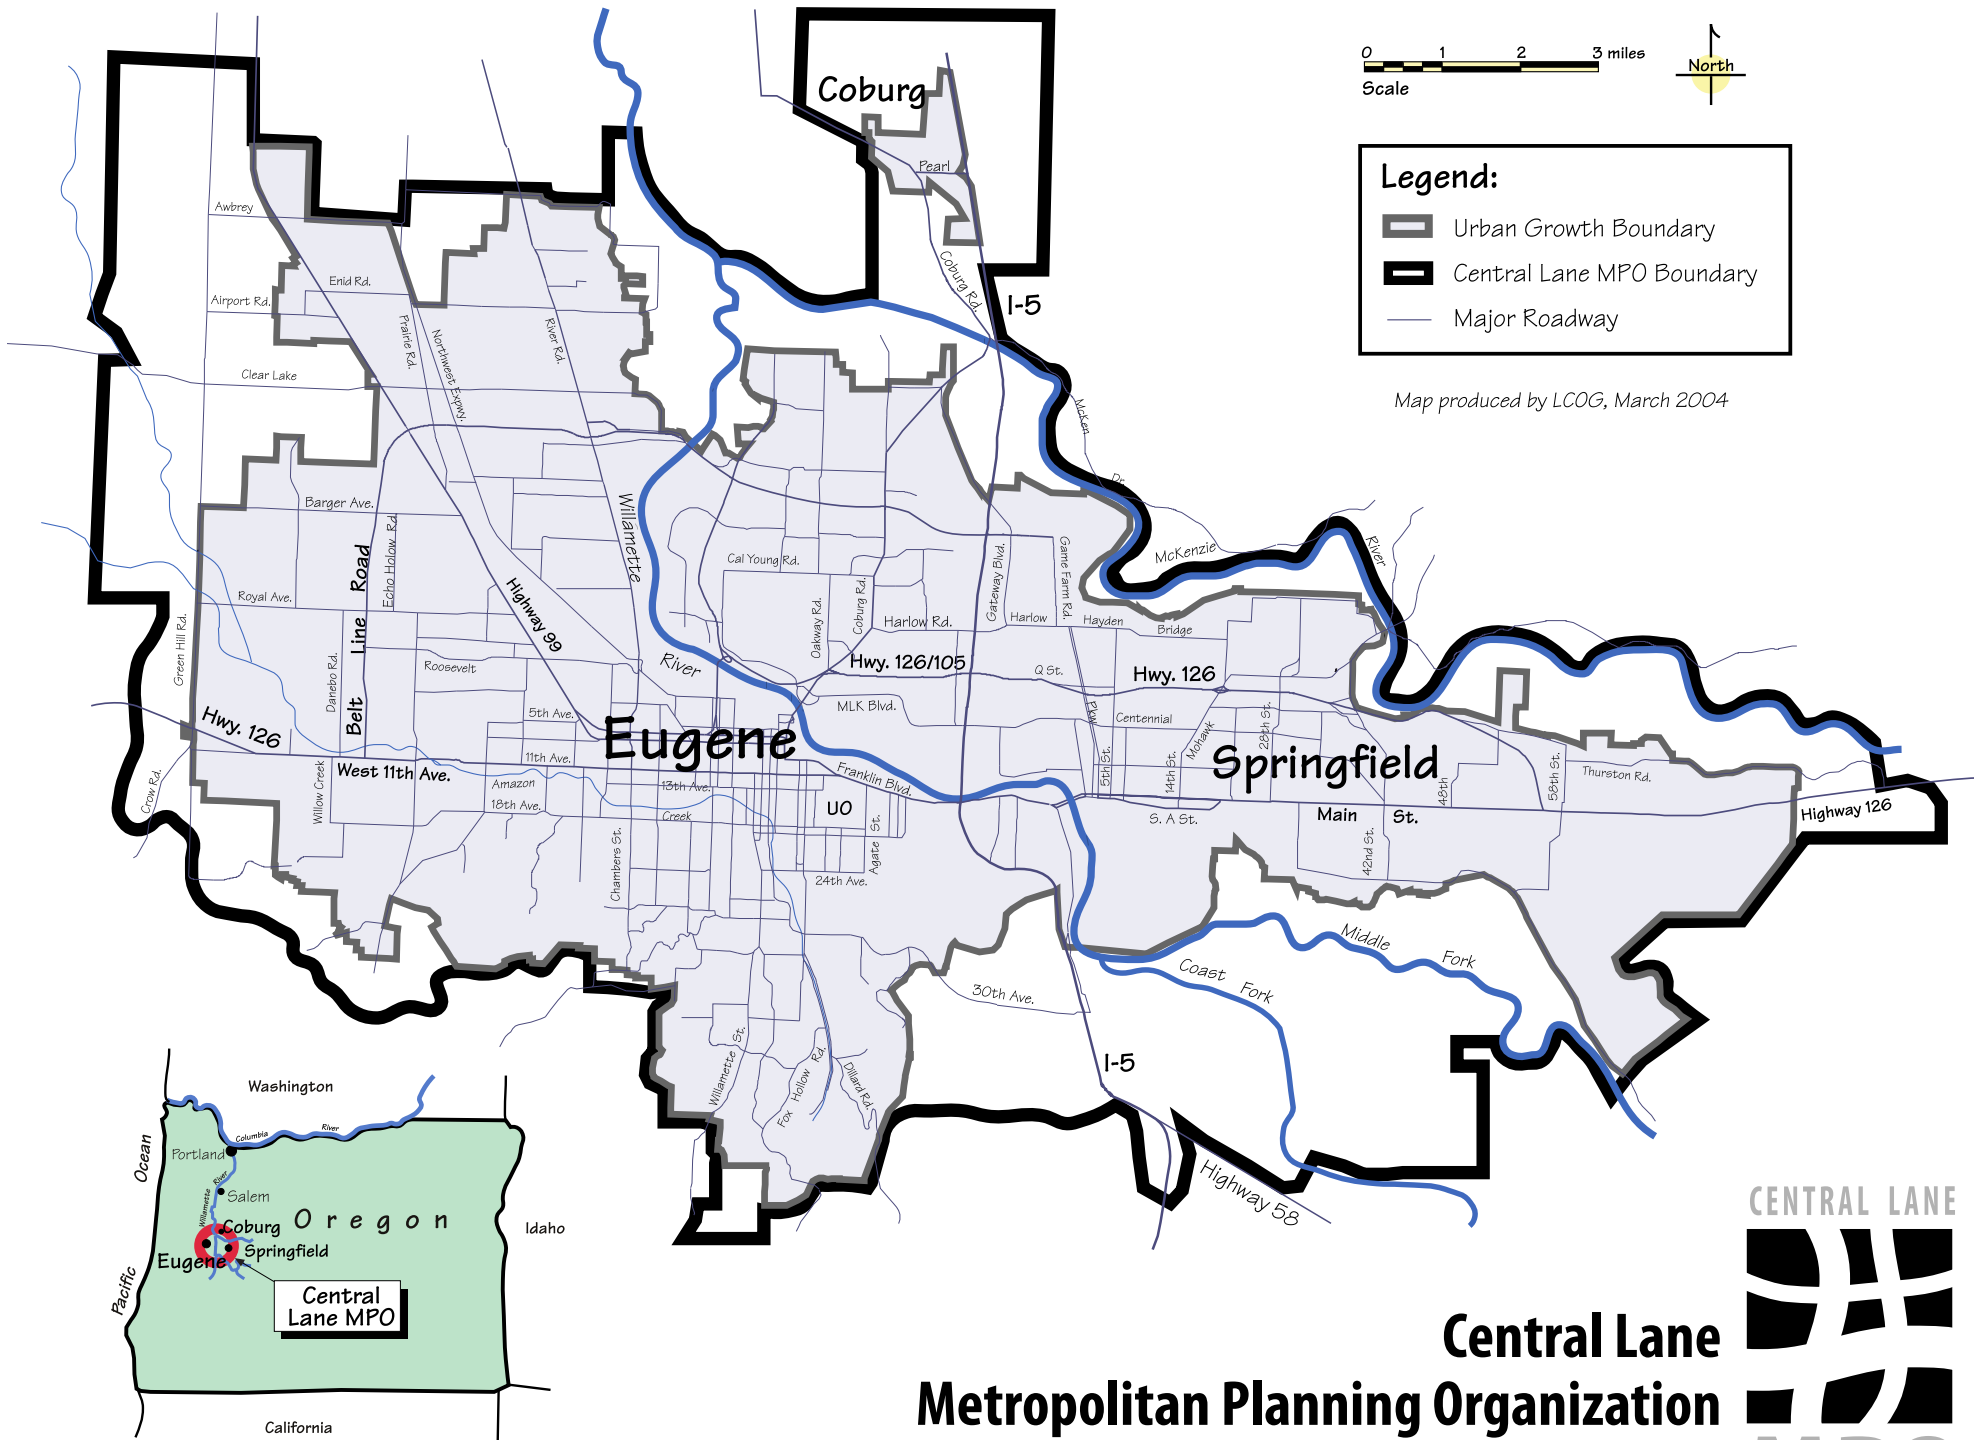 Coburg
0 1 2 3 miles
Scale
North
Legend:
Urban Growth Boundary
Central Lane MPO Boundary
Major Roadway
Map produced by LCOG, March 2004
Pearl
Awbrey
Enid Rd.
Airport Rd.
Coburg Rd.
I-5
Prairie Rd.
Northwest Expwy.
River Rd.
Clear Lake
McKen
Dr.
Barger Ave.
Belt Line Road
Echo Hollow Rd.
Willamette
River
Highway 99
Cal Young Rd.
Gateway Blvd.
Game Farm Rd.
McKenzie
River
Royal Ave.
Green Hill Rd.
Danebo Rd.
Oakway Rd.
Coburg Rd.
Harlow Rd.
Harlow
Hayden
Bridge
Roosevelt
Hwy. 126/105
Q St.
Hwy. 126
Hwy. 126
5th Ave.
MLK Blvd.
Pkwy
Centennial
Mohawk
28th St.
Eugene
Springfield
11th Ave.
West 11th Ave.
Franklin Blvd.
5th St.
14th St.
48th
58th St.
Thurston Rd.
Crow Rd.
Willow Creek
Amazon
13th Ave.
18th Ave.
Creek
UO
Agate St.
S. A St.
Main St.
Highway 126
Chambers St.
24th Ave.
42nd St.
Middle Fork
Coast Fork
30th Ave.
I-5
Willamette St.
Fox Hollow Rd.
Dillard Rd.
Highway 58
Washington
Columbia River
Pacific Ocean
Portland
Willamette River
Salem
Coburg
Oregon
Eugene
Springfield
Idaho
Central
Lane MPO
California
CENTRAL LANE
Central Lane
Metropolitan Planning Organization
MPO